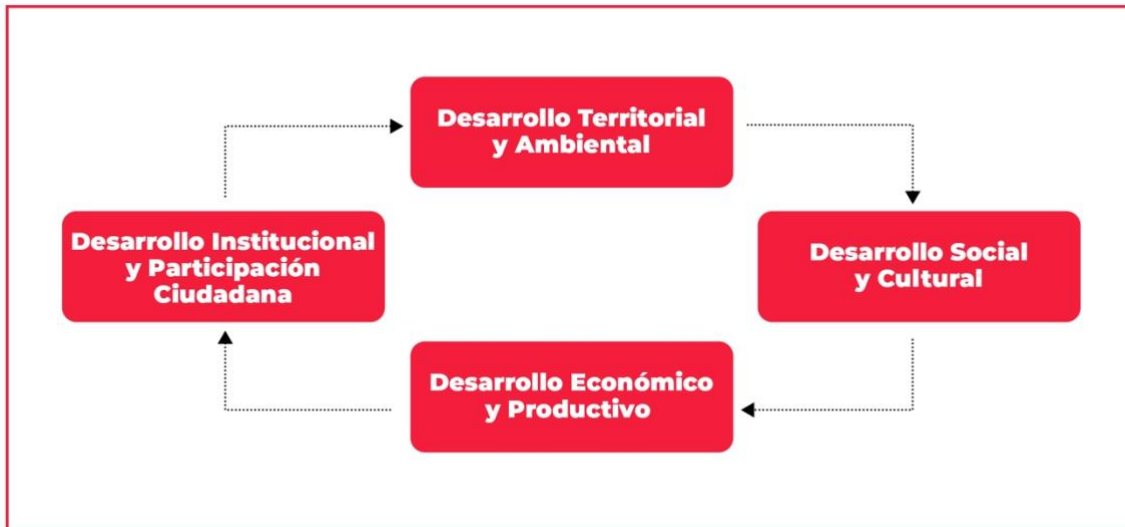 Desarrollo Territorial
y Ambiental
Desarrollo Institucional
y Participación
Ciudadana
Desarrollo Social
y Cultural
Desarrollo Económico
y Productivo